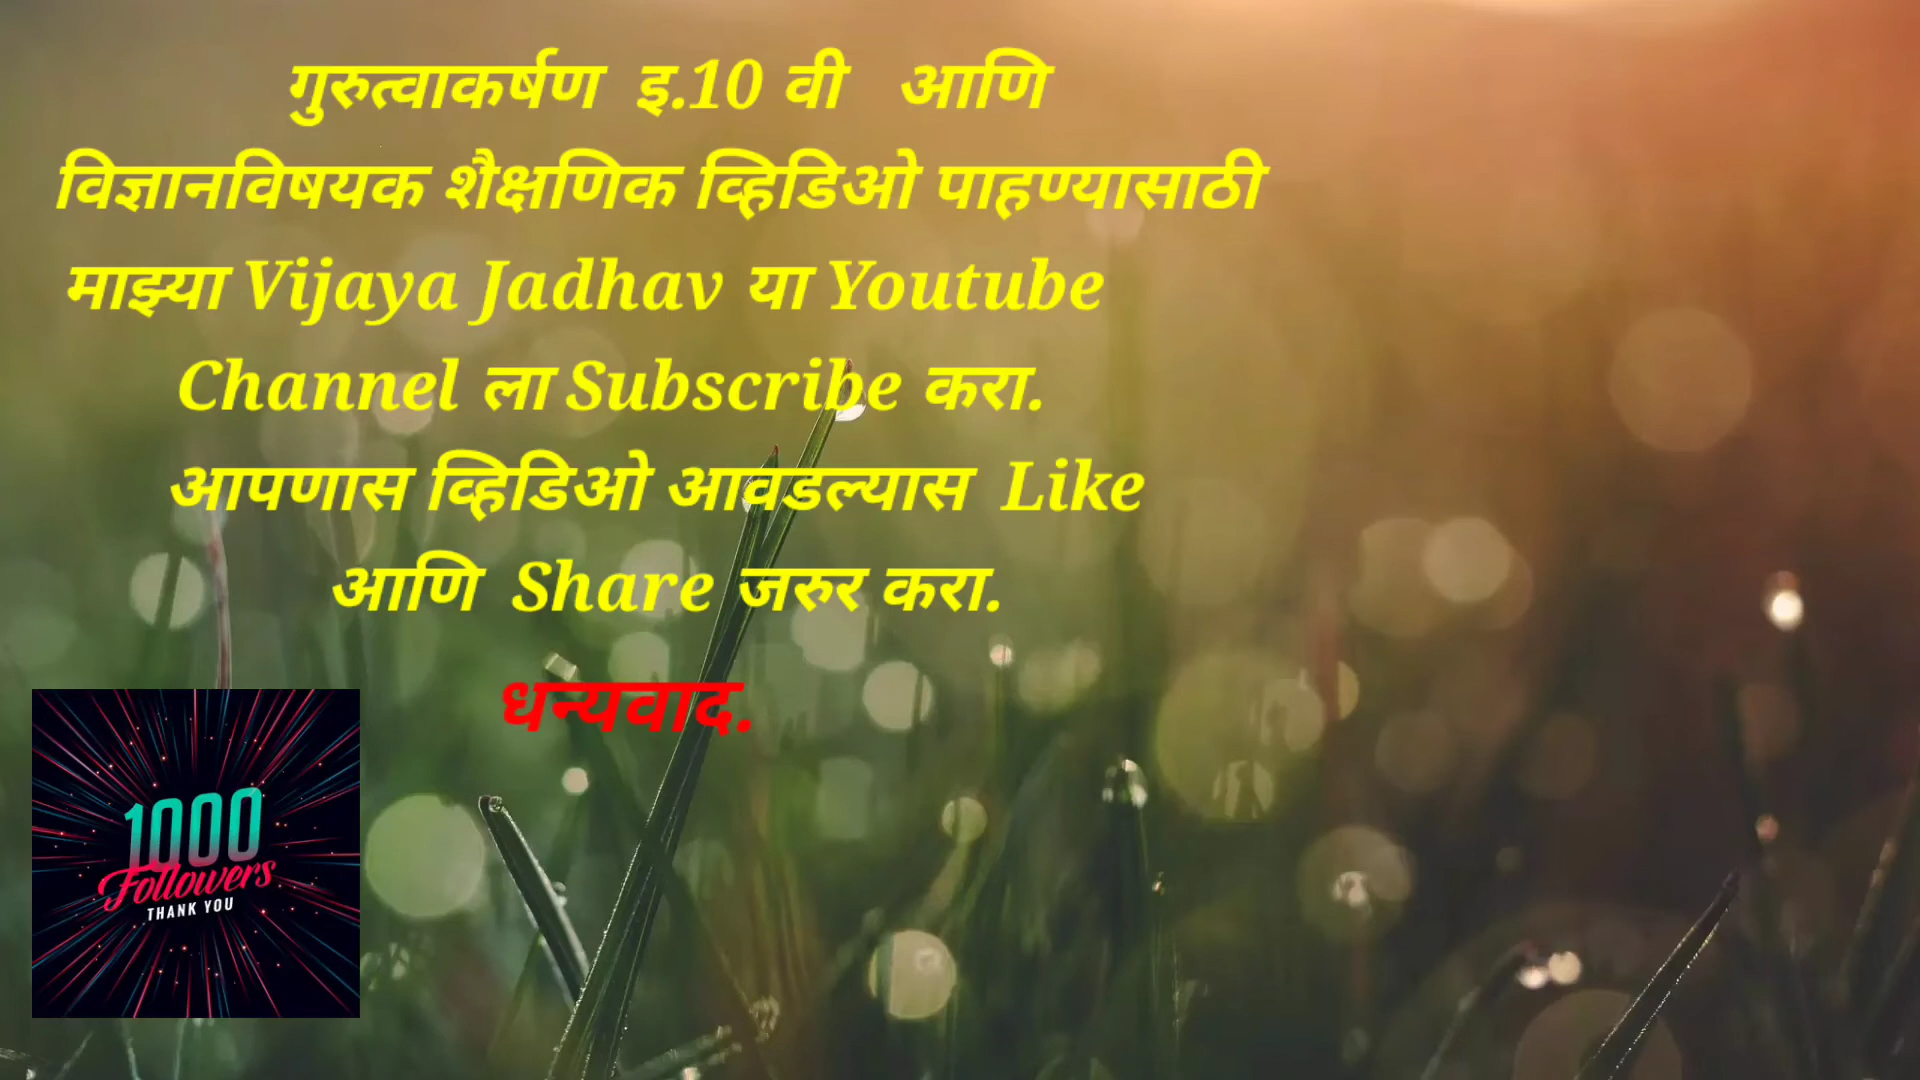 गुरुत्वाकर्षण इ.10 वी आणि
विज्ञानविषयक शैक्षणिक व्हिडिओ पाहण्यासाठी
माझ्या Vijaya Jadhav या Youtube
Channel ला Subscribe करा.
आपणास व्हिडिओ आवडल्यास Like
आणि Share जरुर करा.
धन्यवाद.
1000
Followers
THANK YOU